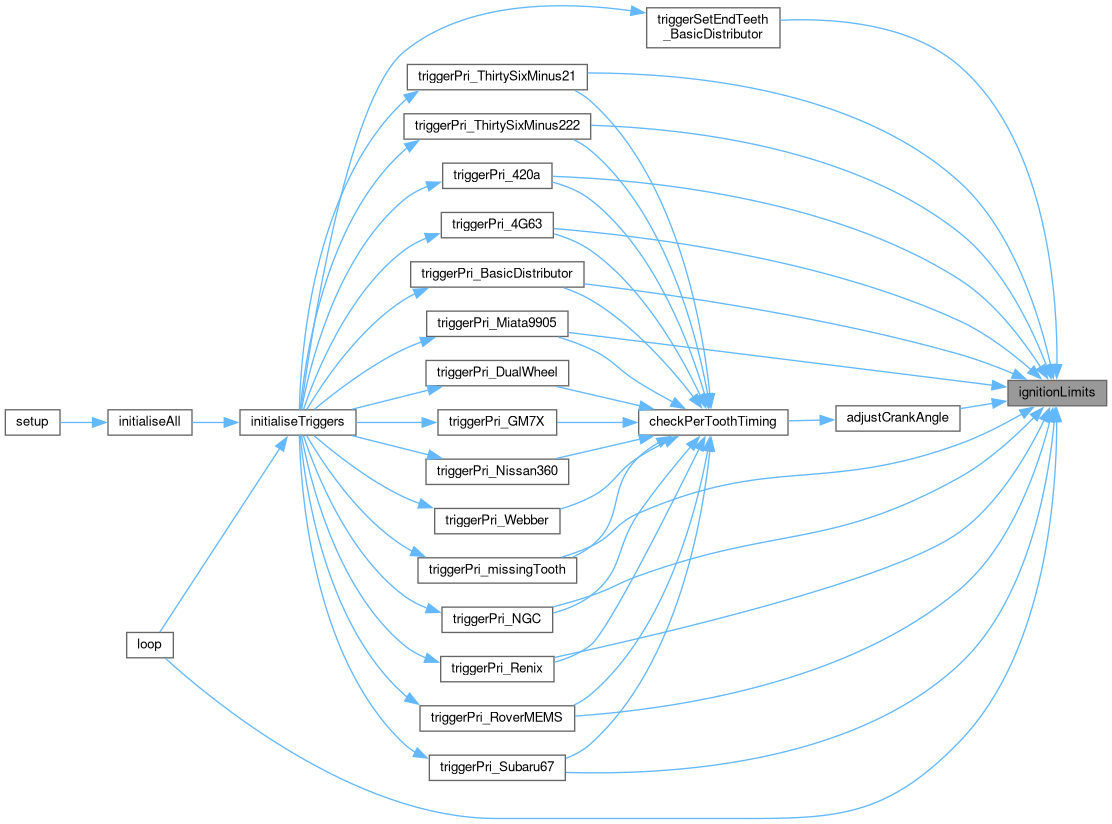 triggerSetEndTeeth
_BasicDistributor
triggerPri_ThirtySixMinus21
triggerPri_ThirtySixMinus222
triggerPri_420a
triggerPri_4G63
triggerPri_BasicDistributor
triggerPri_Miata9905
triggerPri_DualWheel
ignitionLimits
setup
initialiseAll
initialiseTriggers
triggerPri_GM7X
checkPerToothTiming
adjustCrankAngle
triggerPri_Nissan360
triggerPri_Webber
triggerPri_missingTooth
triggerPri_NGC
loop
triggerPri_Renix
triggerPri_RoverMEMS
triggerPri_Subaru67